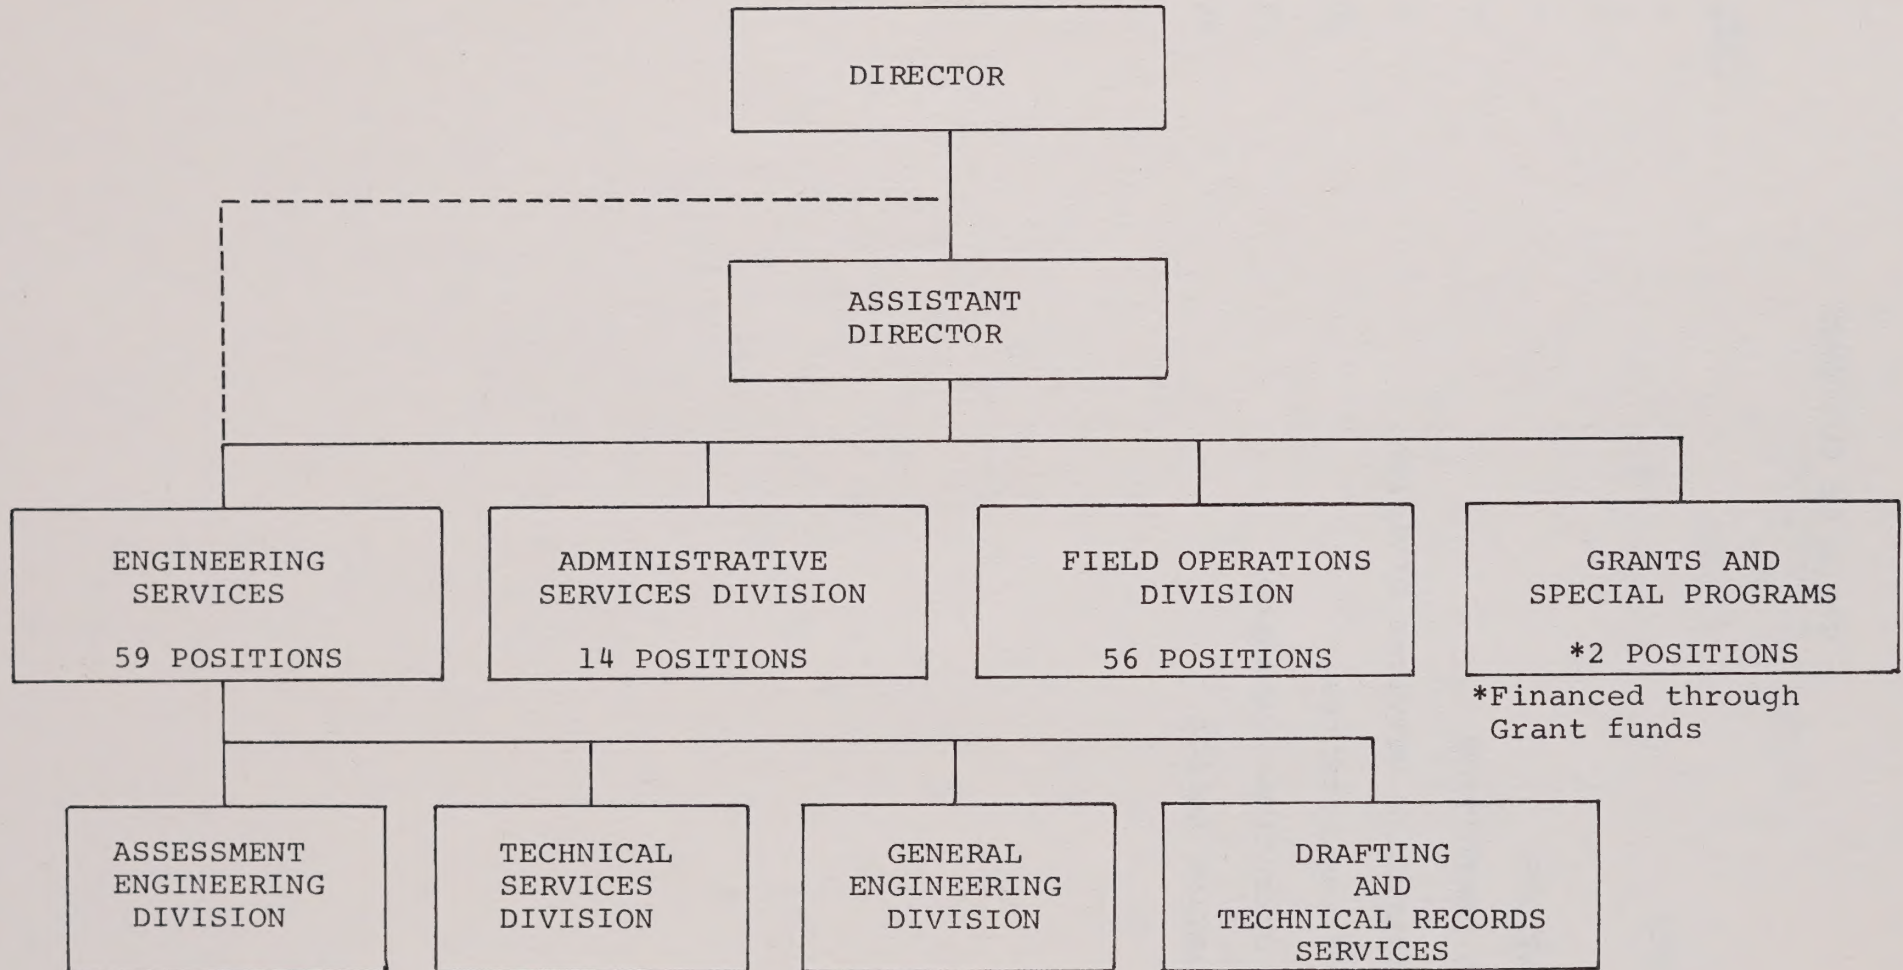 DIRECTOR
ASSISTANT
DIRECTOR
ENGINEERING
SERVICES
59 POSITIONS
ADMINISTRATIVE
SERVICES DIVISION
14 POSITIONS
FIELD OPERATIONS
DIVISION
56 POSITIONS
GRANTS AND
SPECIAL PROGRAMS
*2 POSITIONS
*Financed through
Grant funds
ASSESSMENT
ENGINEERING
DIVISION
TECHNICAL
SERVICES
DIVISION
GENERAL
ENGINEERING
DIVISION
DRAFTING
AND
TECHNICAL RECORDS
SERVICES